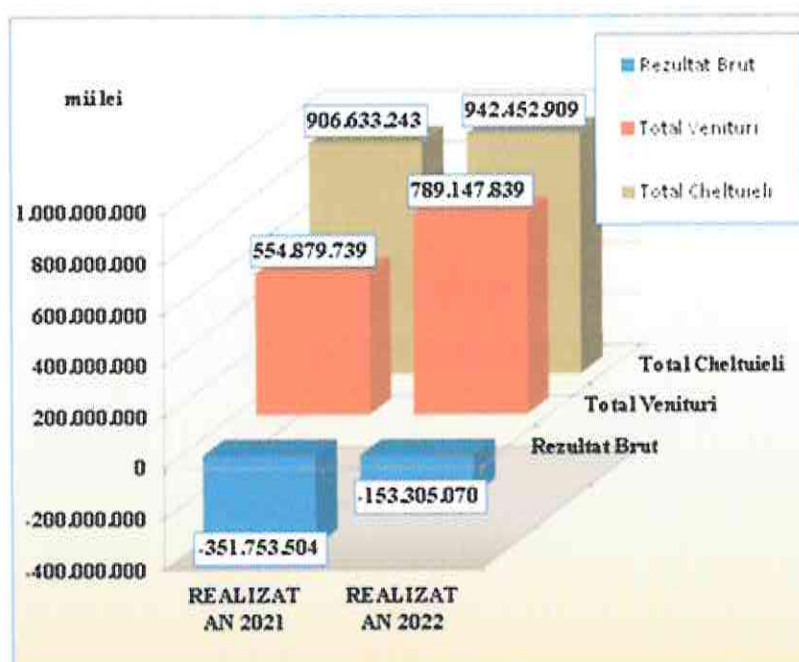 mii lei
Rezultat Brut
Total Venituri
Total Cheltuieli
906.633.243
942.452.909
789.147.839
554.879.739
1.000.000.000
800.000.000
600.000.000
400.000.000
200.000.000
0
-200.000.000
-400.000.000
Total Cheltuieli
Total Venituri
Rezultat Brut
-153.305.070
-351.753.504
REALIZAT
AN 2021
REALIZAT
AN 2022